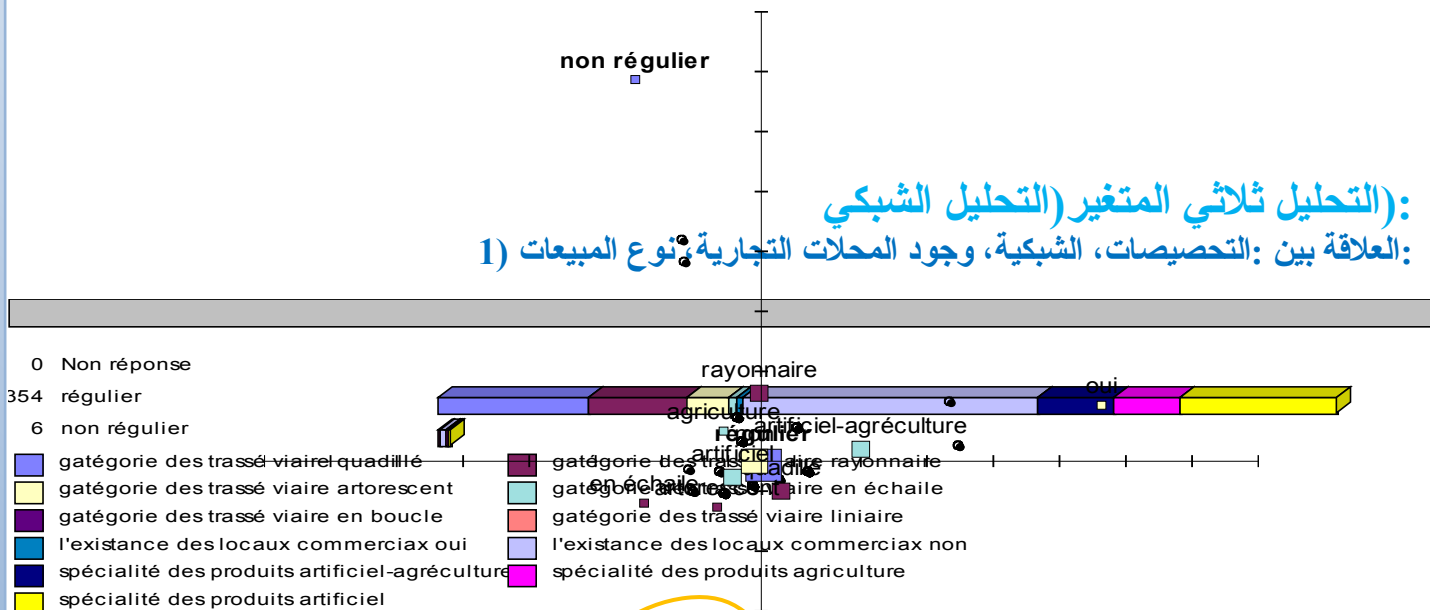 non régulier
:(التحليل ثلاثي المتغير(التحليل الشبكي
:العلاقة بين :التحصيصات، الشبكية، وجود المحلات التجارية، نوع المبيعات (1
0 Non réponse
354 régulier
6 non régulier
rayonnaire
oui
agriculture
artificiel-agréculture
régulier
artificiel
en échaile
gatégorie des trassé viaire quadillé
gatégorie des trassé viaire rayonnaire
gatégorie des trassé viaire artorescent
gatégorie des trassé viaire en échaile
gatégorie des trassé viaire en boucle
gatégorie des trassé viaire liniaire
l'existance des locaux commerciax oui
l'existance des locaux commerciax non
spécialité des produits artificiel-agréculture
spécialité des produits agriculture
spécialité des produits artificiel